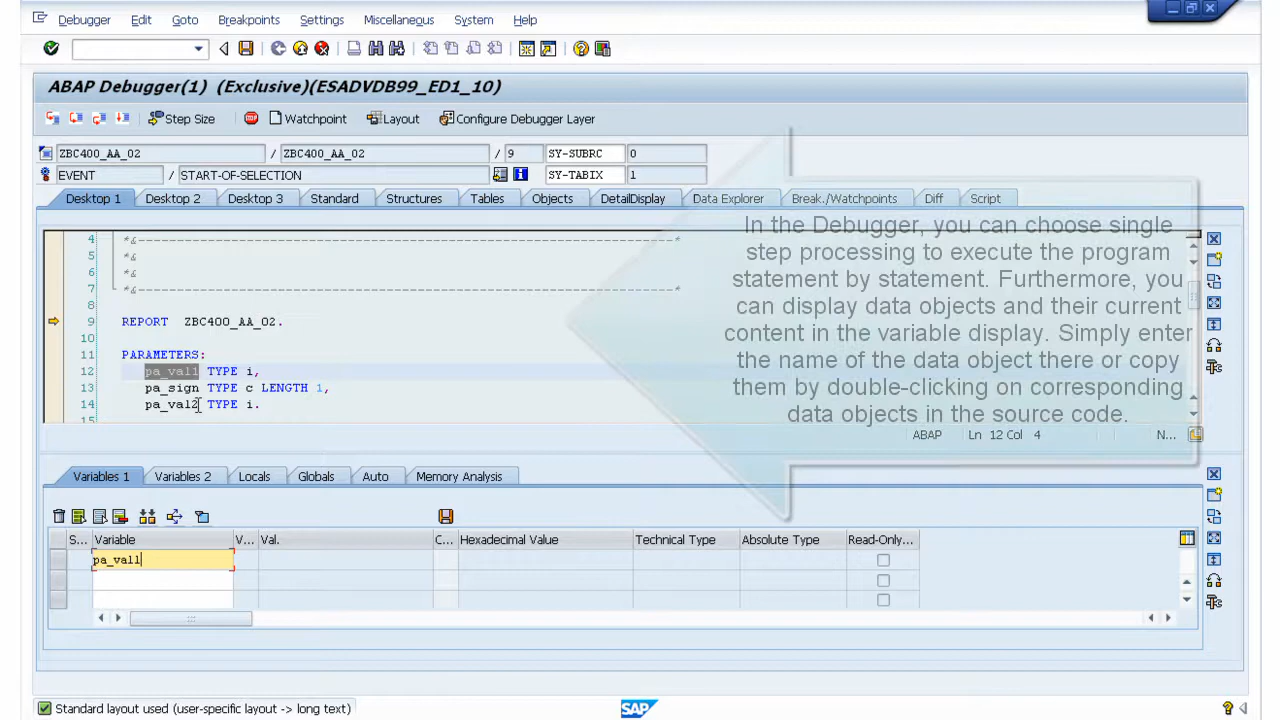 Debugger Edit Goto Breakpoints Settings Miscellaneous System Help
ABAP Debugger(1) (Exclusive)(ESADVDB99_ED1_10)
Step Size Watchpoint Layout Configure Debugger Layer
ZBC400_AA_02 / ZBC400_AA_02 / 9 SY-SUBRC 0
EVENT / START-OF-SELECTION SY-TABIX 1
Desktop 1 Desktop 2 Desktop 3 Standard Structures Tables Objects DetailDisplay Data Explorer Break./Watchpoints Diff Script
In the Debugger, you can choose single
step processing to execute the program
statement by statement. Furthermore, you
can display data objects and their current
content in the variable display. Simply enter
the name of the data object there or copy
them by double-clicking on corresponding
data objects in the source code.
4 *&---------------------------------------------------------------------*
5 *&
6 *&
7 *&---------------------------------------------------------------------*
8
9 REPORT ZBC400_AA_02.
10
11 PARAMETERS:
12 pa_val1 TYPE i,
13 pa_sign TYPE c LENGTH 1,
14 pa_val2 TYPE i.
15
ABAP Ln 12 Col 4 N...
Variables 1 Variables 2 Locals Globals Auto Memory Analysis
S... Variable V... Val. C... Hexadecimal Value Technical Type Absolute Type Read-Only...
pa_val1
Standard layout used (user-specific layout -> long text) SAP